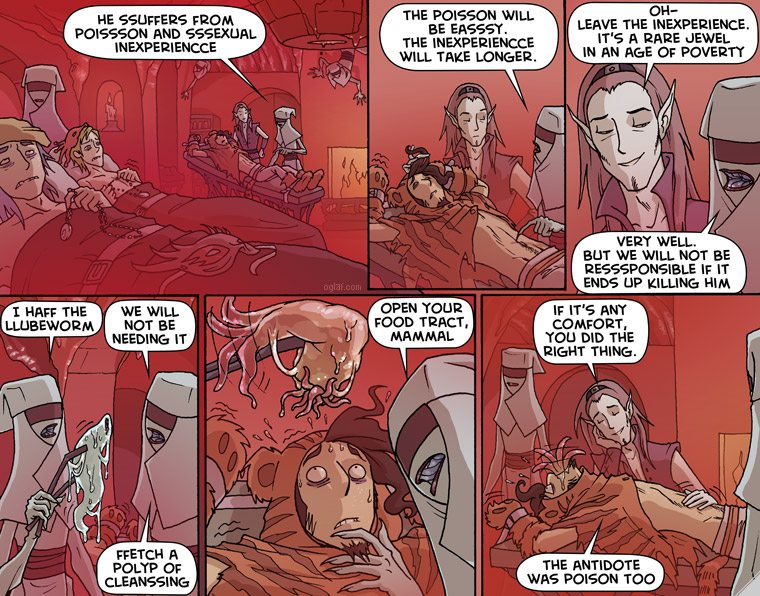 HE SSUFFERS FROM
POISSSON AND SSSEXUAL
INEXPERIENCCE
oglaf.com
THE POISSON WILL
BE EASSSY.
THE INEXPERIENCCE
WILL TAKE LONGER.
OH-
LEAVE THE INEXPERIENCE.
IT'S A RARE JEWEL
IN AN AGE OF POVERTY
VERY WELL.
BUT WE WILL NOT BE
RESSSPONSIBLE IF IT
ENDS UP KILLING HIM
I HAFF THE
LLUBEWORM
WE WILL
NOT BE
NEEDING IT
FFETCH A
POLYP OF
CLEANSSING
OPEN YOUR
FOOD TRACT,
MAMMAL
IF IT'S ANY
COMFORT,
YOU DID THE
RIGHT THING.
THE ANTIDOTE
WAS POISON TOO